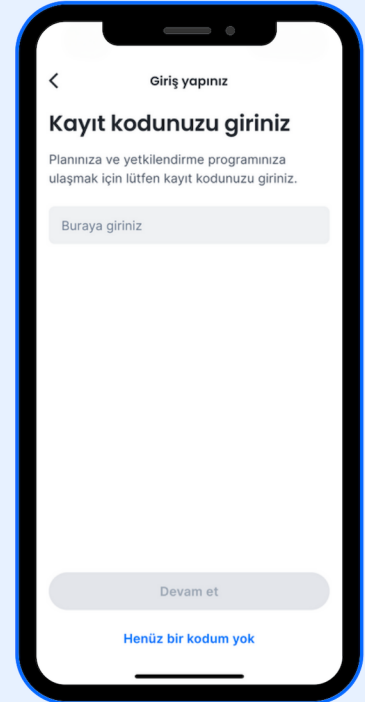 Giriş yapınız
Kayıt kodunuzu giriniz
Planınıza ve yetkilendirme programınıza
ulaşmak için lütfen kayıt kodunuzu giriniz.
Buraya giriniz
Devam et
Henüz bir kodum yok